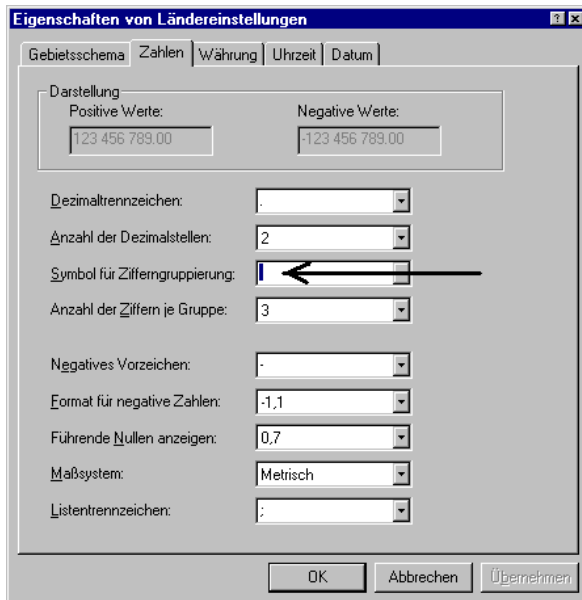 Eigenschaften von Ländereinstellungen
Gebietsschema Zahlen Währung Uhrzeit Datum
Darstellung
Positive Werte: Negative Werte:
123 456 789.00 -123 456 789.00
Dezimaltrennzeichen: .
Anzahl der Dezimalstellen: 2
Symbol für Zifferngruppierung:
Anzahl der Ziffern je Gruppe: 3
Negatives Vorzeichen: -
Format für negative Zahlen: -1,1
Führende Nullen anzeigen: 0,7
Maßsystem: Metrisch
Listentrennzeichen: ;
OK Abbrechen Übernehmen